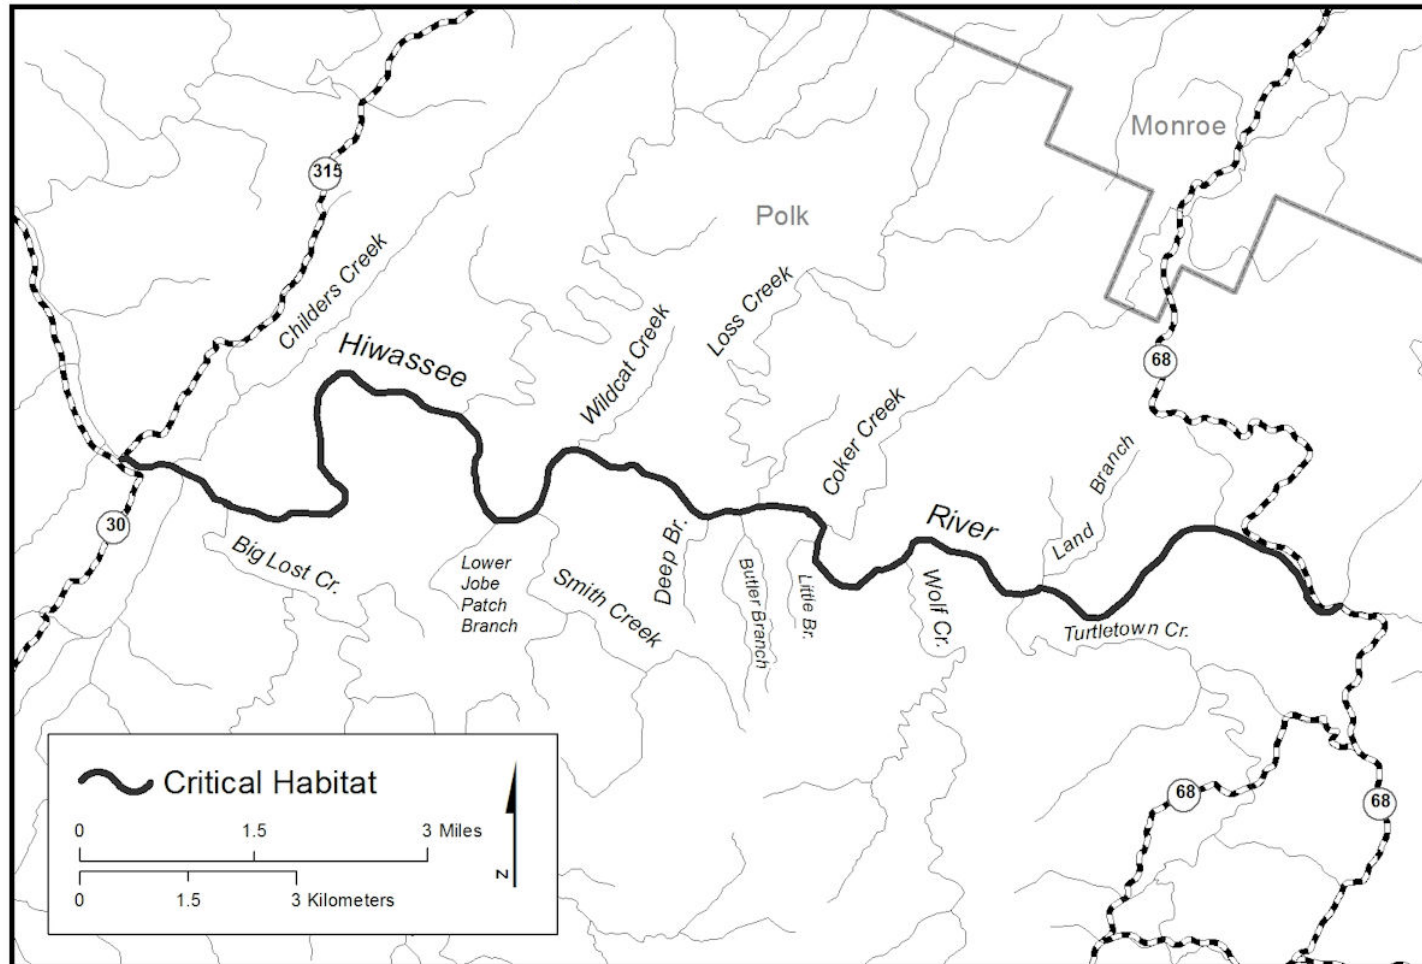 Monroe
315
Polk
Childers Creek
Loss Creek
Hiwassee
Wildcat Creek
68
Coker Creek
Land Branch
River
30
Big Lost Cr.
Lower
Jobe
Patch
Branch
Smith Creek
Deep Br.
Butler Branch
Little Br.
Wolf Cr.
Turtletown Cr.
68
68
Critical Habitat
0 1.5 3 Miles
0 1.5 3 Kilometers
N